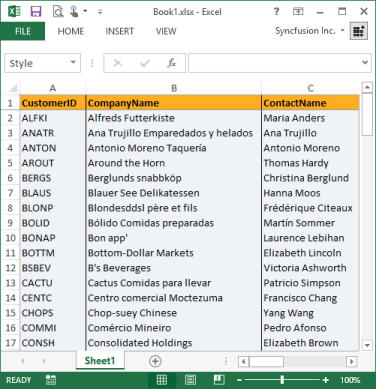 Book1.xlsx - Excel
?
FILE HOME INSERT VIEW Syncfusion Inc.
Style fx
A B C
1 CustomerID CompanyName ContactName
2 ALFKI Alfreds Futterkiste Maria Anders
3 ANATR Ana Trujillo Emparedados y helados Ana Trujillo
4 ANTON Antonio Moreno Taquería Antonio Moreno
5 AROUT Around the Horn Thomas Hardy
6 BERGS Berglunds snabbköp Christina Berglund
7 BLAUS Blauer See Delikatessen Hanna Moos
8 BLONP Blondesddsl père et fils Frédérique Citeaux
9 BOLID Bólido Comidas preparadas Martín Sommer
10 BONAP Bon app' Laurence Lebihan
11 BOTTM Bottom-Dollar Markets Elizabeth Lincoln
12 BSBEV B's Beverages Victoria Ashworth
13 CACTU Cactus Comidas para llevar Patricio Simpson
14 CENTC Centro comercial Moctezuma Francisco Chang
15 CHOPS Chop-suey Chinese Yang Wang
16 COMMI Comércio Mineiro Pedro Afonso
17 CONSH Consolidated Holdings Elizabeth Brown
Sheet1
READY 100%